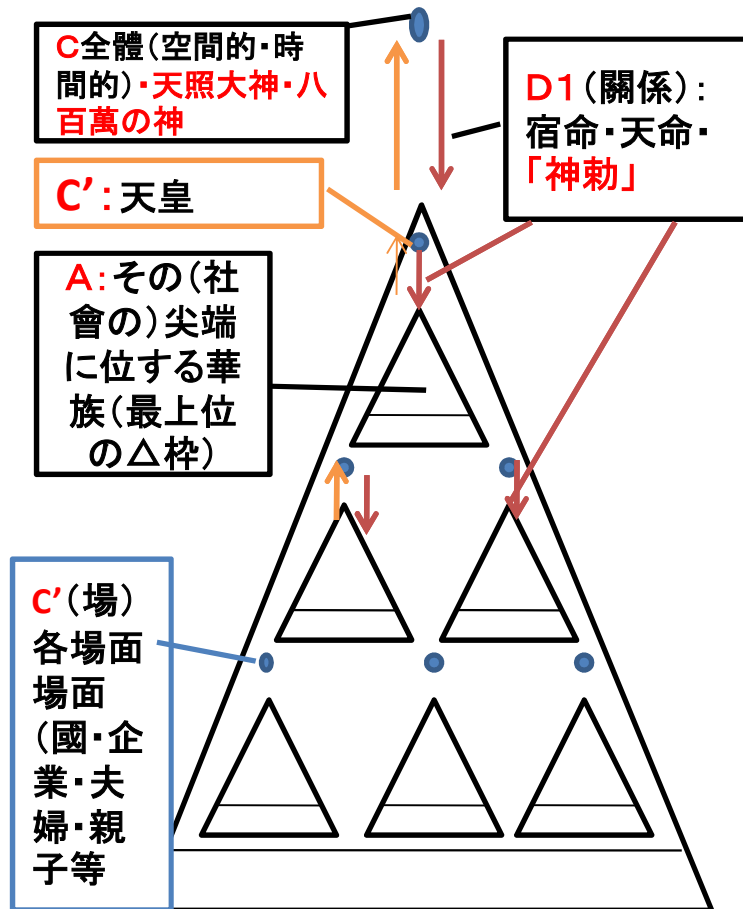 C全體（空間的・時
間的）・天照大神・八
百萬の神
D1（關係）：
宿命・天命・
「神勅」
C’：天皇
A：その（社
會の）尖端
に位する華
族（最上位
の△枠）
C’（場）
各場面
場面
（國・企
業・夫
婦・親
子等